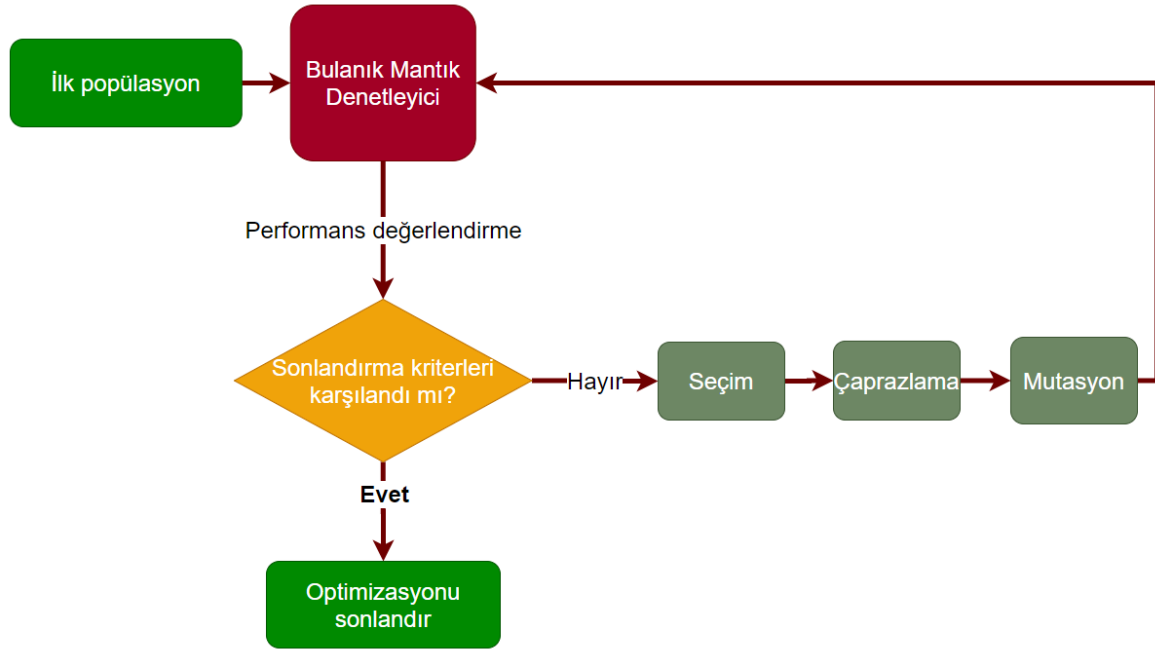 İlk popülasyon
Bulanık Mantık
Denetleyici
Performans değerlendirme
Sonlandırma kriterleri
karşılandı mı?
Hayır
Seçim
Çaprazlama
Mutasyon
Evet
Optimizasyonu
sonlandır